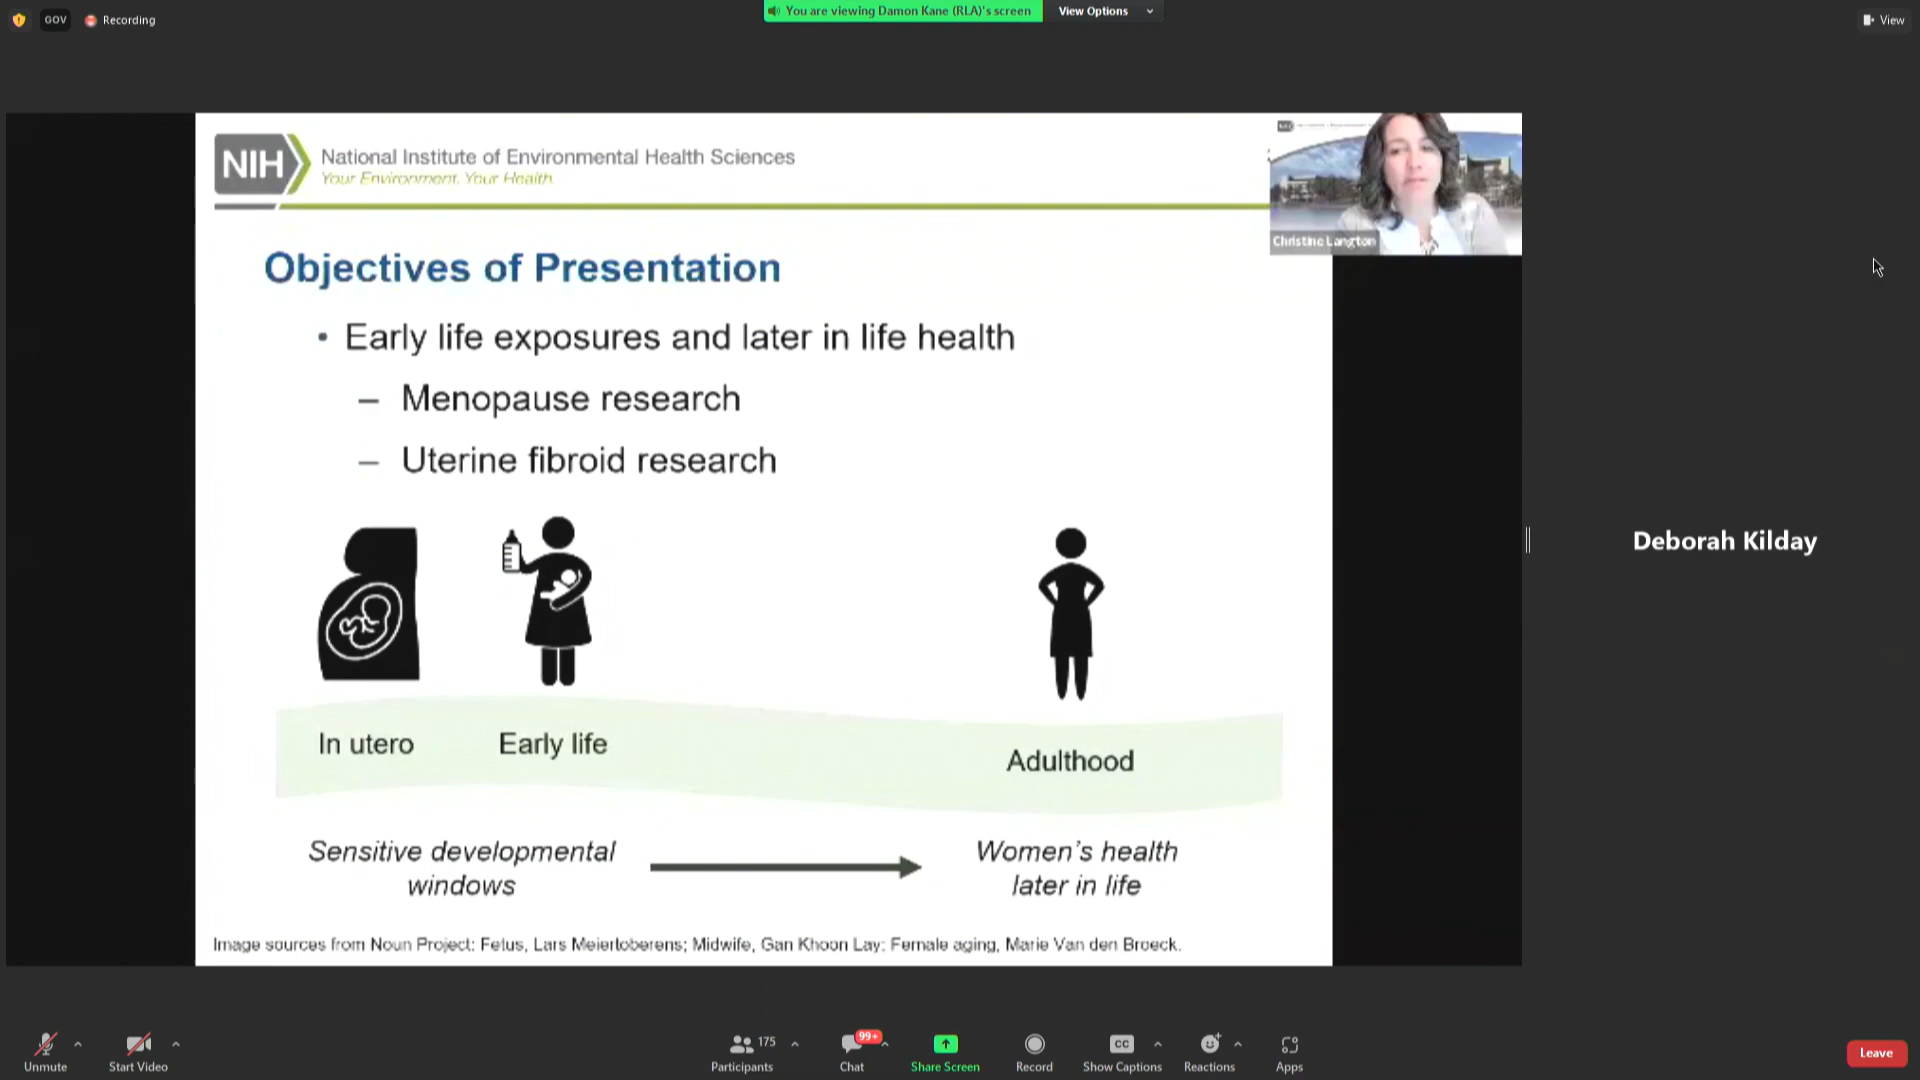 GOV
Recording
You are viewing Damon Kane (RLA)'s screen
View Options
View
NIH
National Institute of Environmental Health Sciences
Your Environment. Your Health.
Christine Langton
Objectives of Presentation
• Early life exposures and later in life health
– Menopause research
– Uterine fibroid research
In utero
Early life
Adulthood
Sensitive developmental
windows
Women's health
later in life
Image sources from Noun Project: Fetus, Lars Meiertoberens; Midwife, Gan Khoon Lay; Female aging, Marie Van den Broeck.
Deborah Kilday
Unmute
Start Video
175
Participants
99+
Chat
Share Screen
Record
CC
Show Captions
Reactions
Apps
Leave